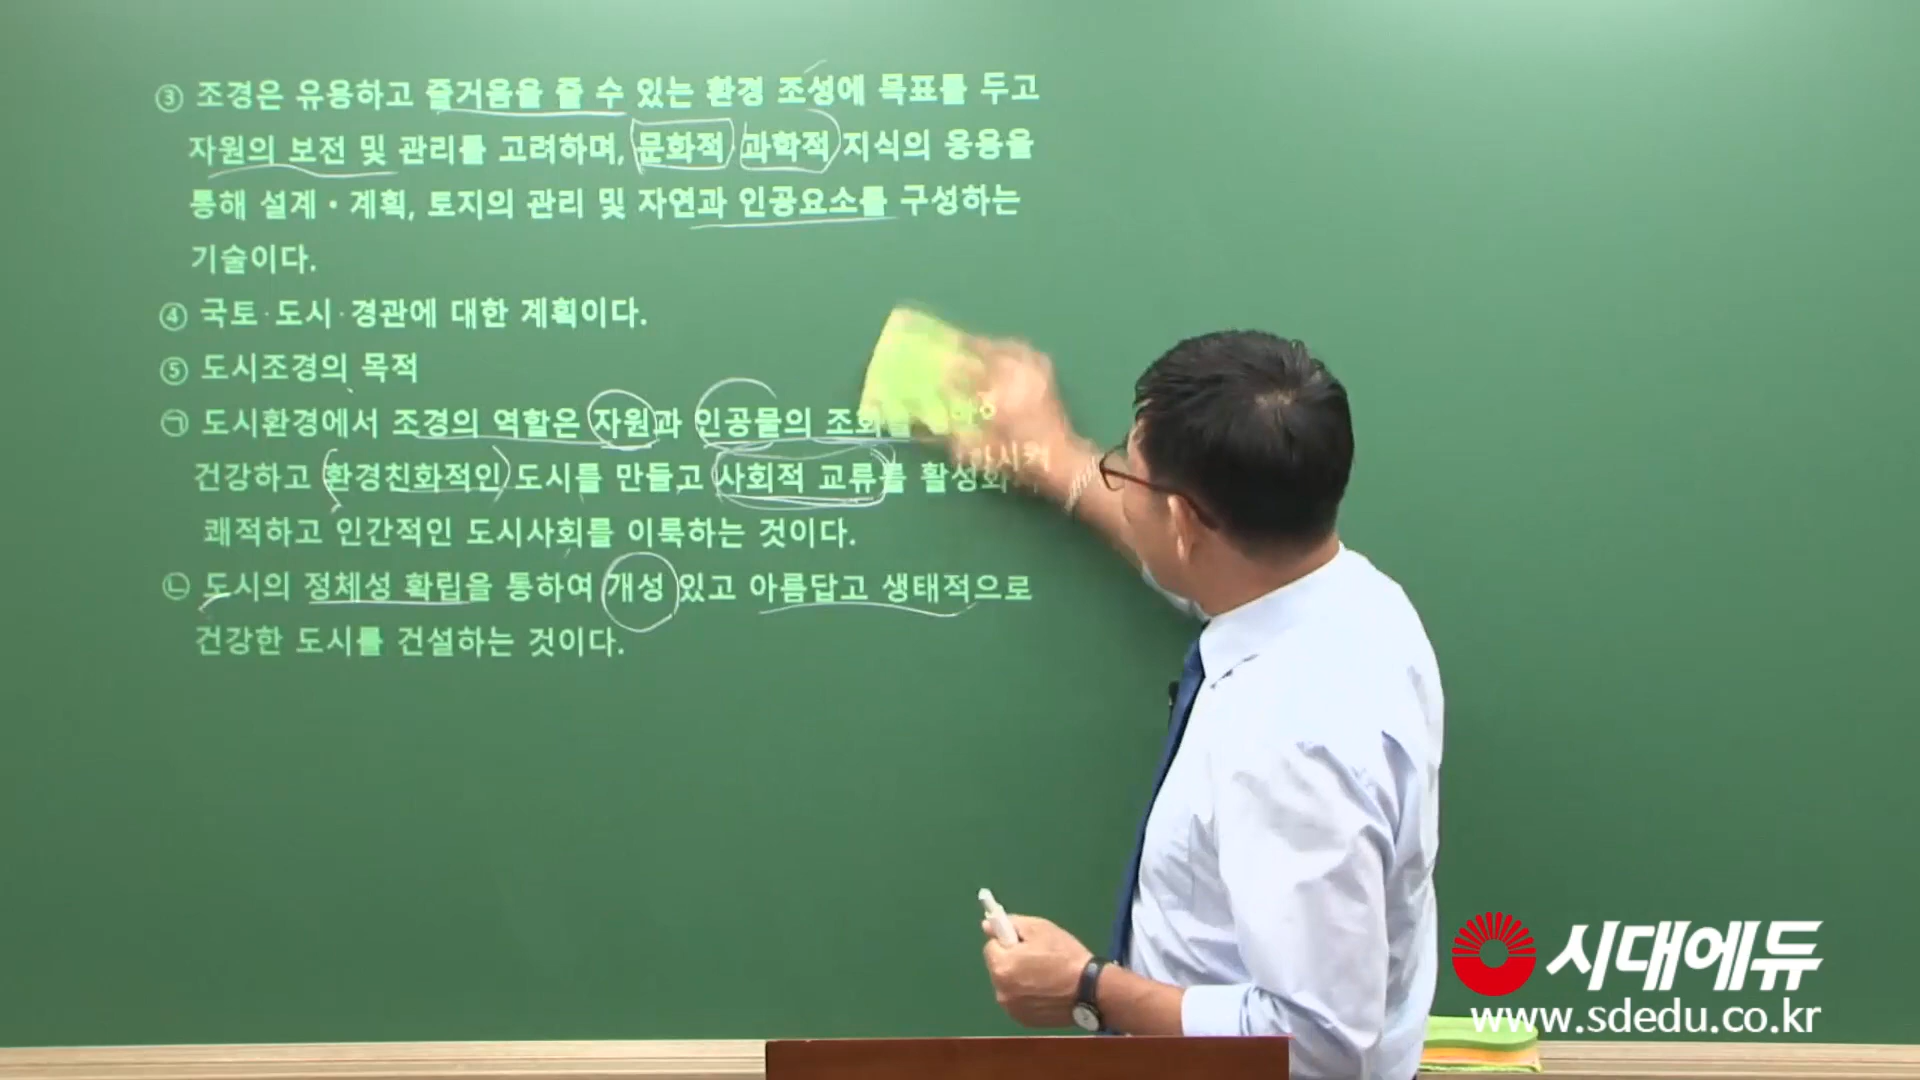 ③ 조경은 유용하고 즐거움을 줄 수 있는 환경 조성에 목표를 두고
자원의 보전 및 관리를 고려하며, 문화적 과학적 지식의 응용을
통해 설계·계획, 토지의 관리 및 자연과 인공요소를 구성하는
기술이다.
④ 국토·도시·경관에 대한 계획이다.
⑤ 도시조경의 목적
㉠ 도시환경에서 조경의 역할은 자원과 인공물의 조화를
건강하고 환경친화적인 도시를 만들고 사회적 교류를 활성화시켜
쾌적하고 인간적인 도시사회를 이룩하는 것이다.
㉡ 도시의 정체성 확립을 통하여 개성 있고 아름답고 생태적으로
건강한 도시를 건설하는 것이다.
시대에듀
www.sdedu.co.kr